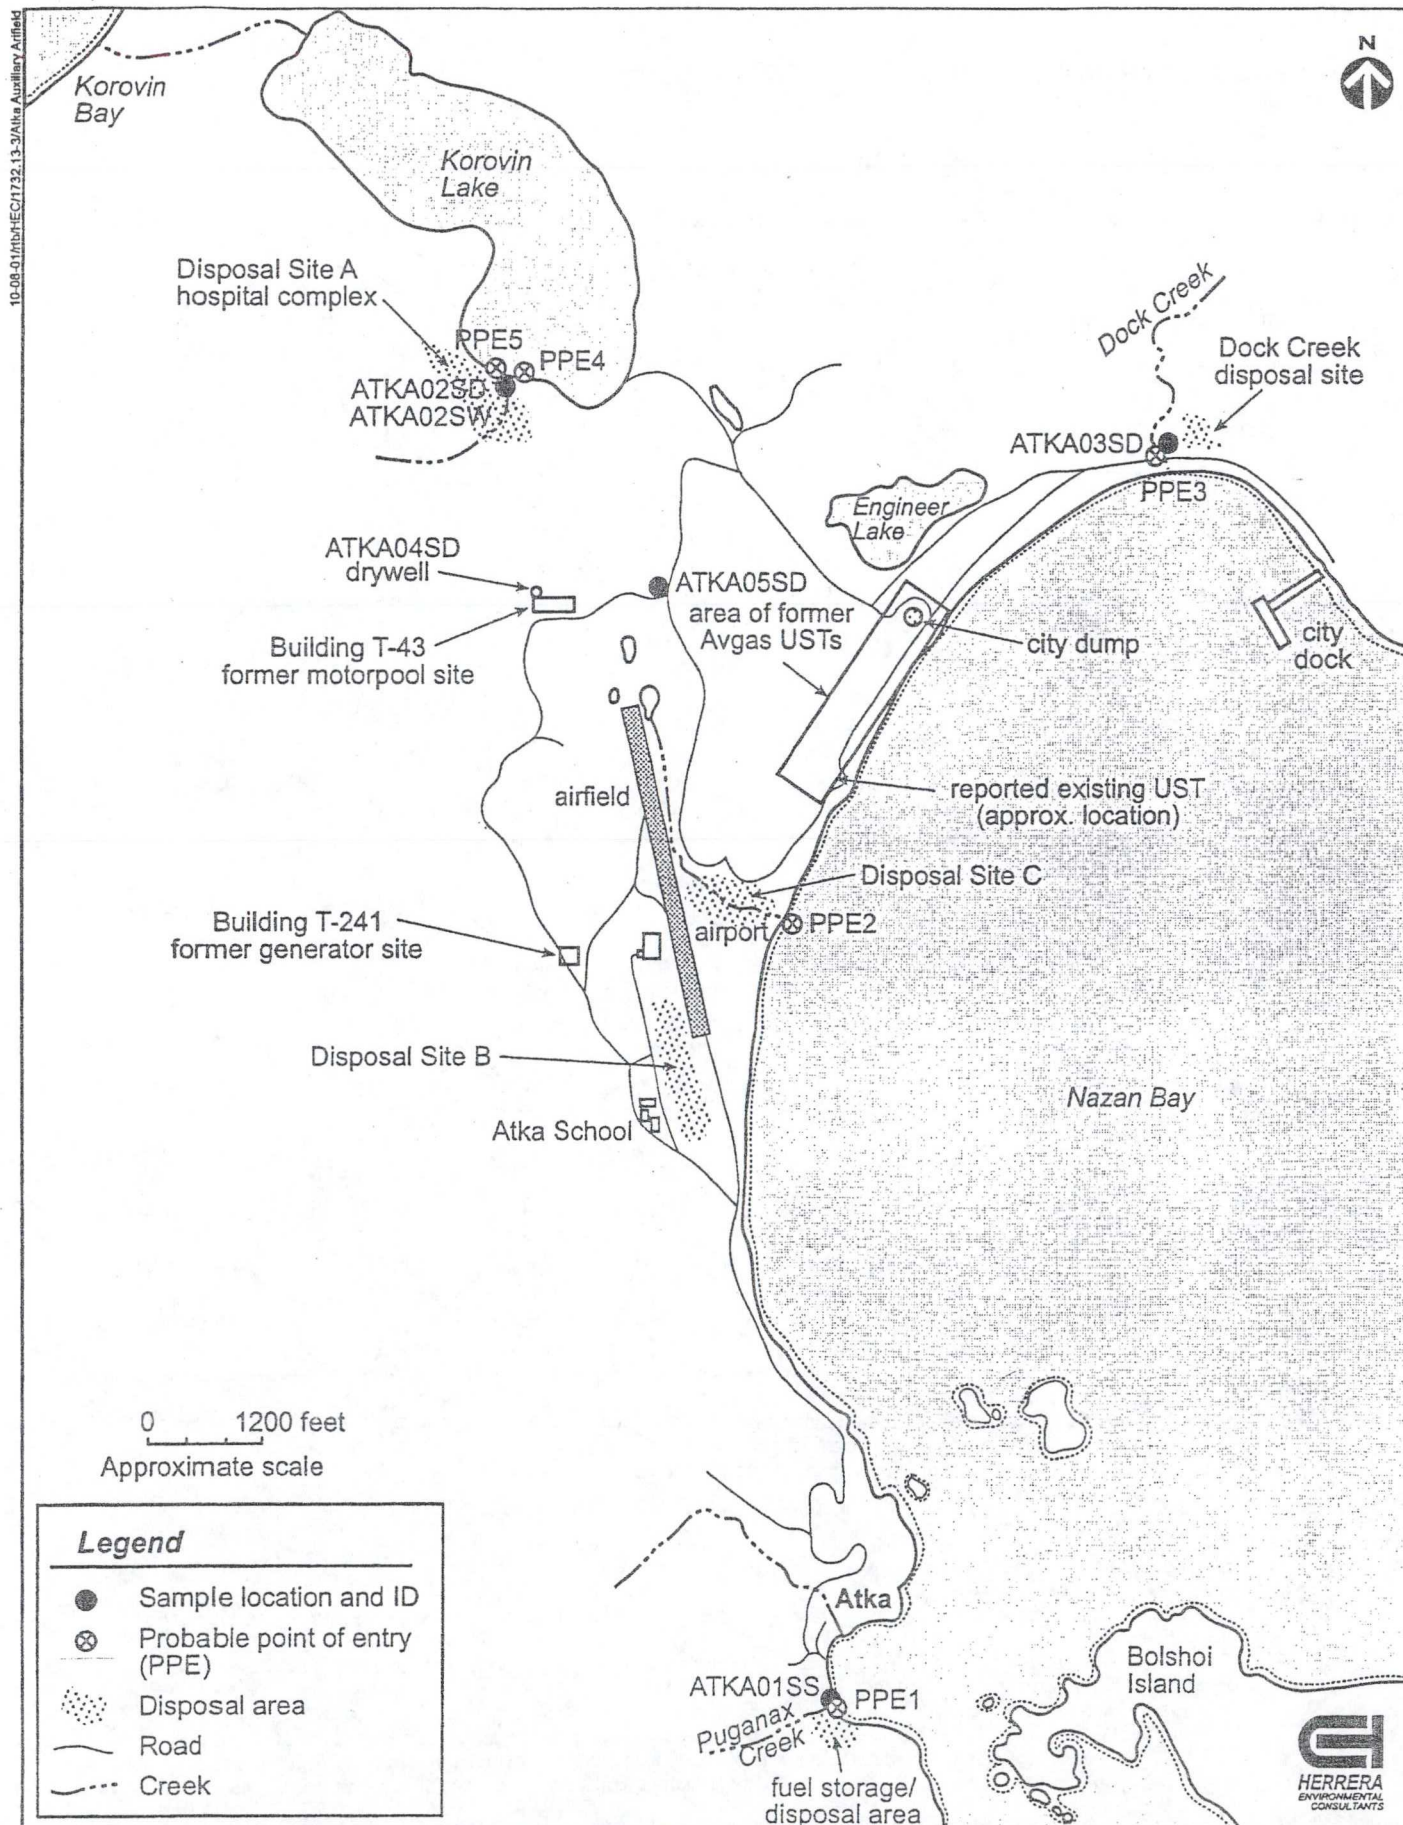 10-08-01/rtb/HEC/1732.13-3/Atka Auxiliary Airfield
N
Korovin
Bay
Korovin
Lake
Disposal Site A
hospital complex
PPE5
PPE4
ATKA02SD
ATKA02SW
Dock Creek
Dock Creek
disposal site
ATKA03SD
PPE3
Engineer
Lake
ATKA04SD
drywell
ATKA05SD
area of former
Avgas USTs
Building T-43
former motorpool site
city dump
city
dock
airfield
reported existing UST
(approx. location)
Disposal Site C
Building T-241
former generator site
airport
PPE2
Disposal Site B
Nazan Bay
Atka School
0 1200 feet
Approximate scale
Legend
Sample location and ID
Probable point of entry
(PPE)
Disposal area
Road
Creek
Atka
ATKA01SS
PPE1
Puganax
Creek
fuel storage/
disposal area
Bolshoi
Island
HERRERA
ENVIRONMENTAL
CONSULTANTS